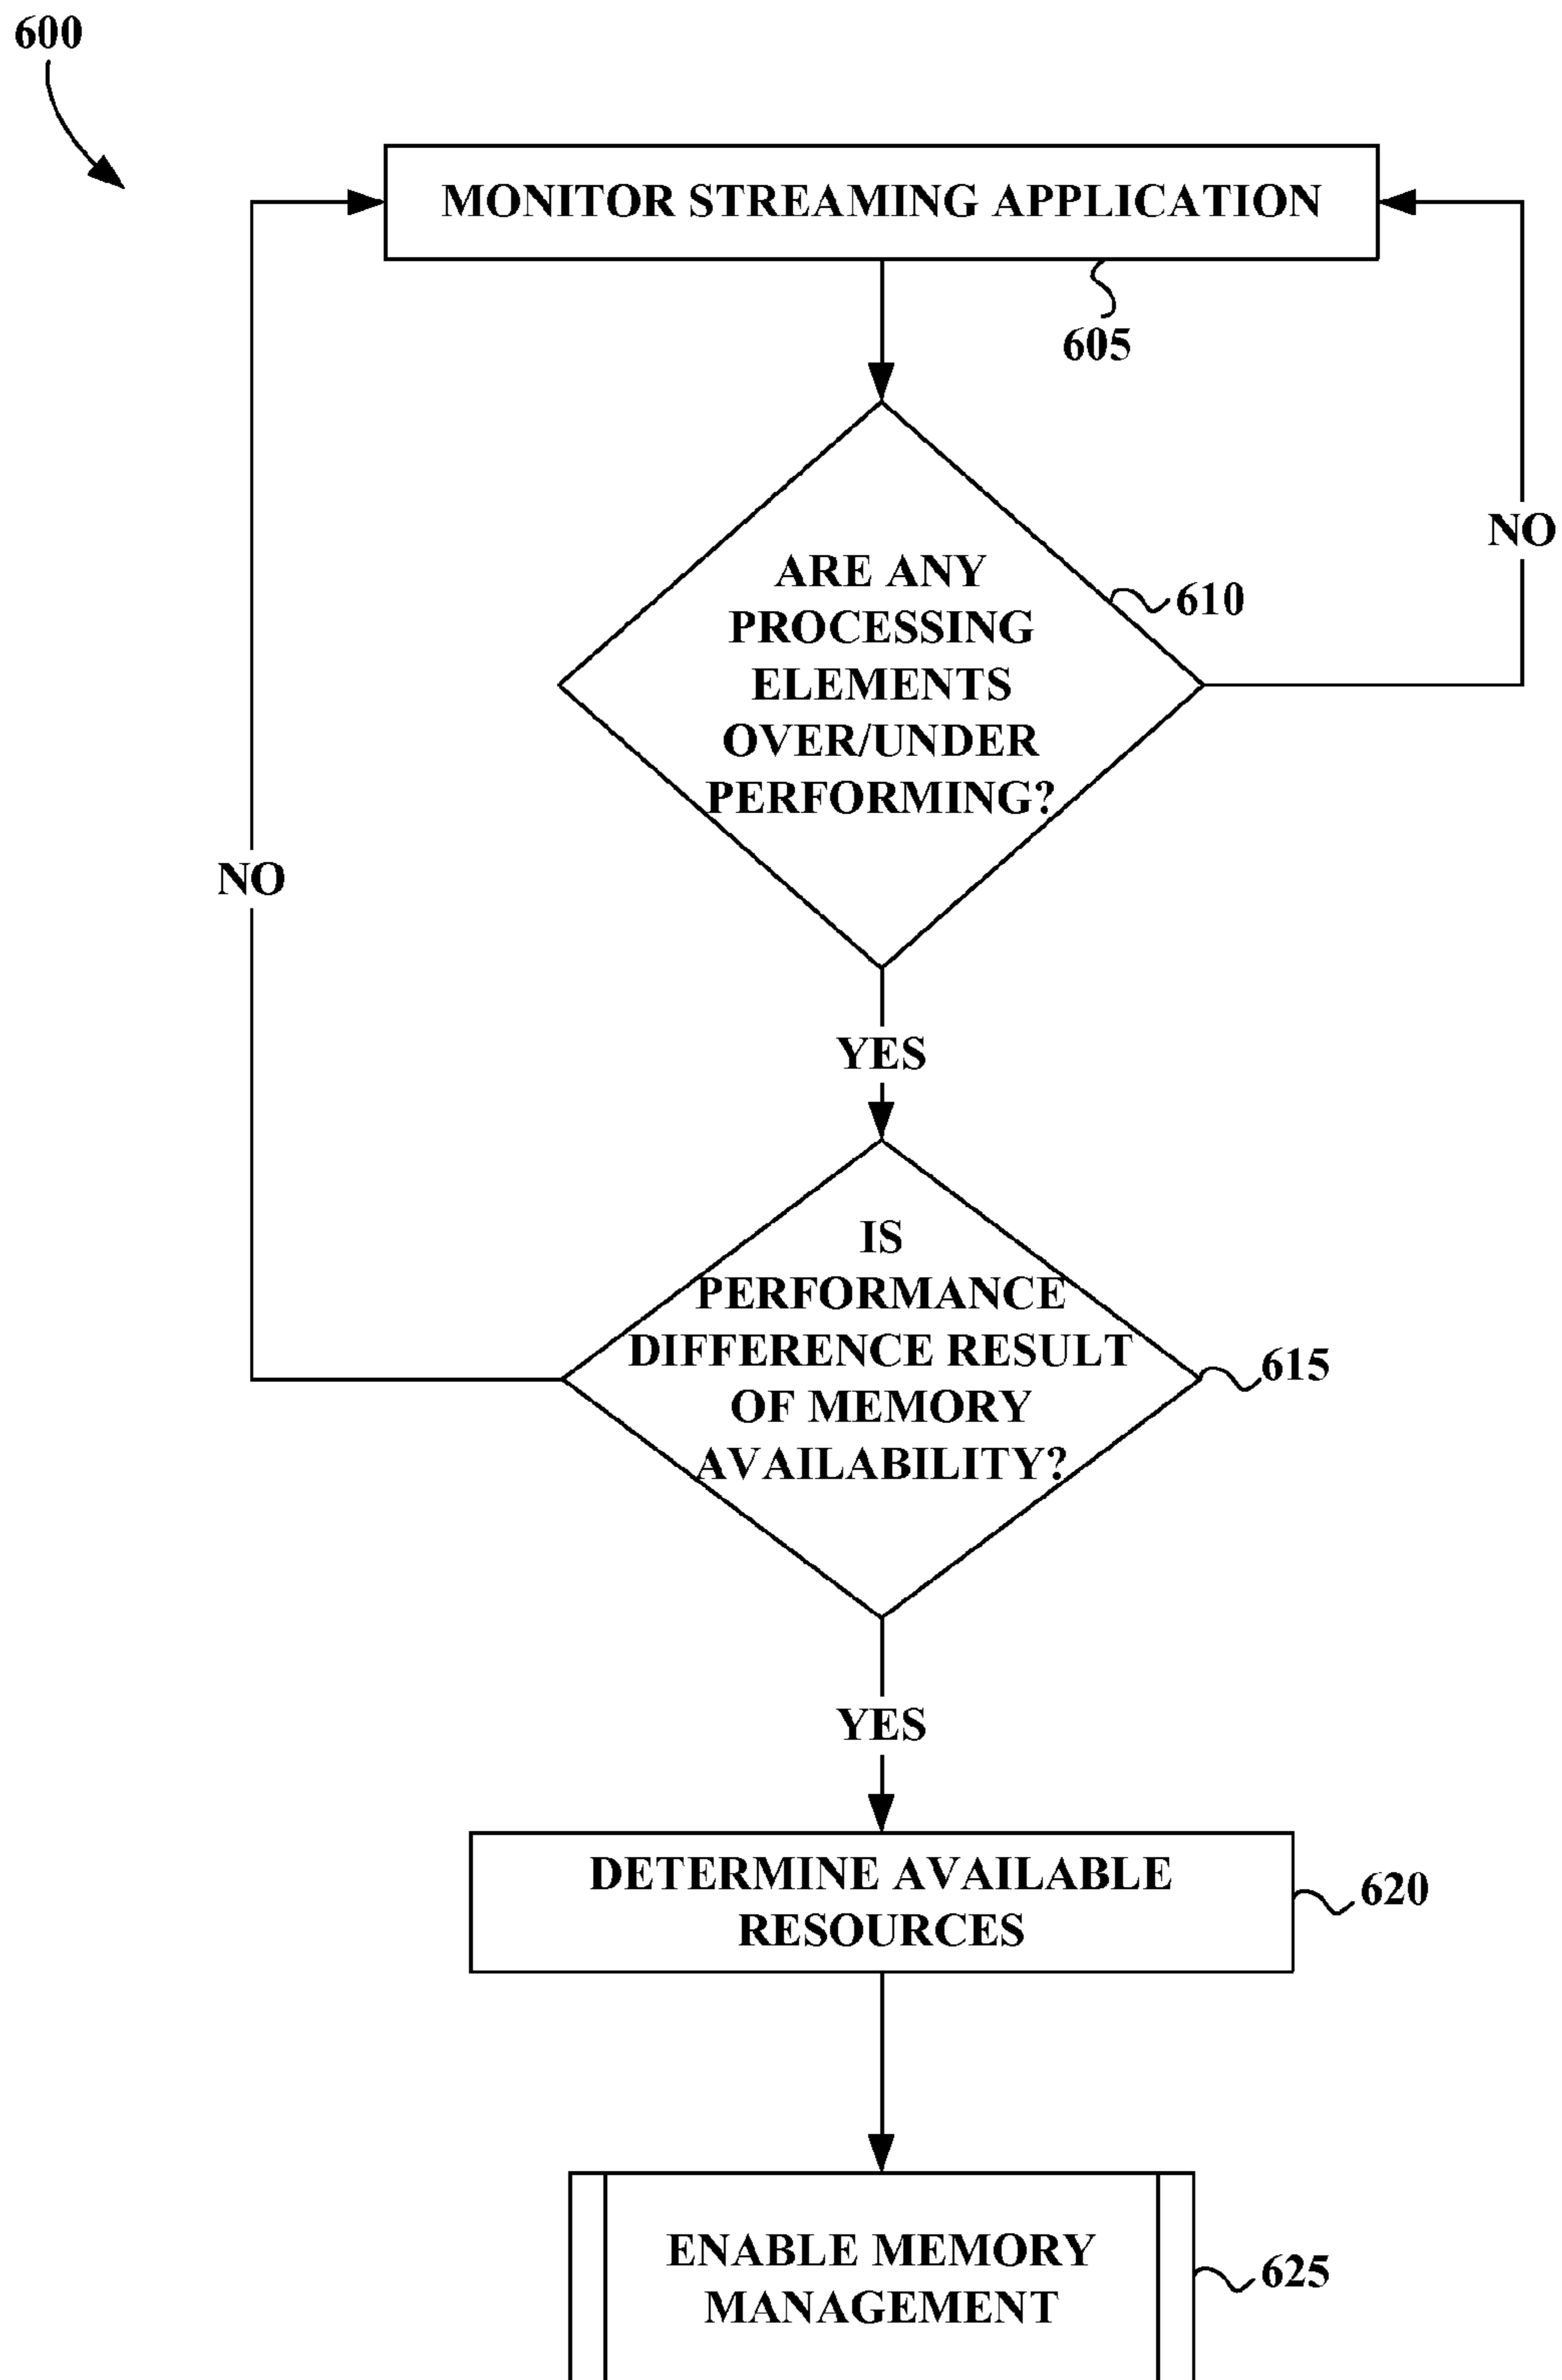 600
MONITOR STREAMING APPLICATION
605
ARE ANY
PROCESSING
ELEMENTS
OVER/UNDER
PERFORMING?
610
NO
NO
YES
IS
PERFORMANCE
DIFFERENCE RESULT
OF MEMORY
AVAILABILITY?
615
YES
DETERMINE AVAILABLE
RESOURCES
620
ENABLE MEMORY
MANAGEMENT
625